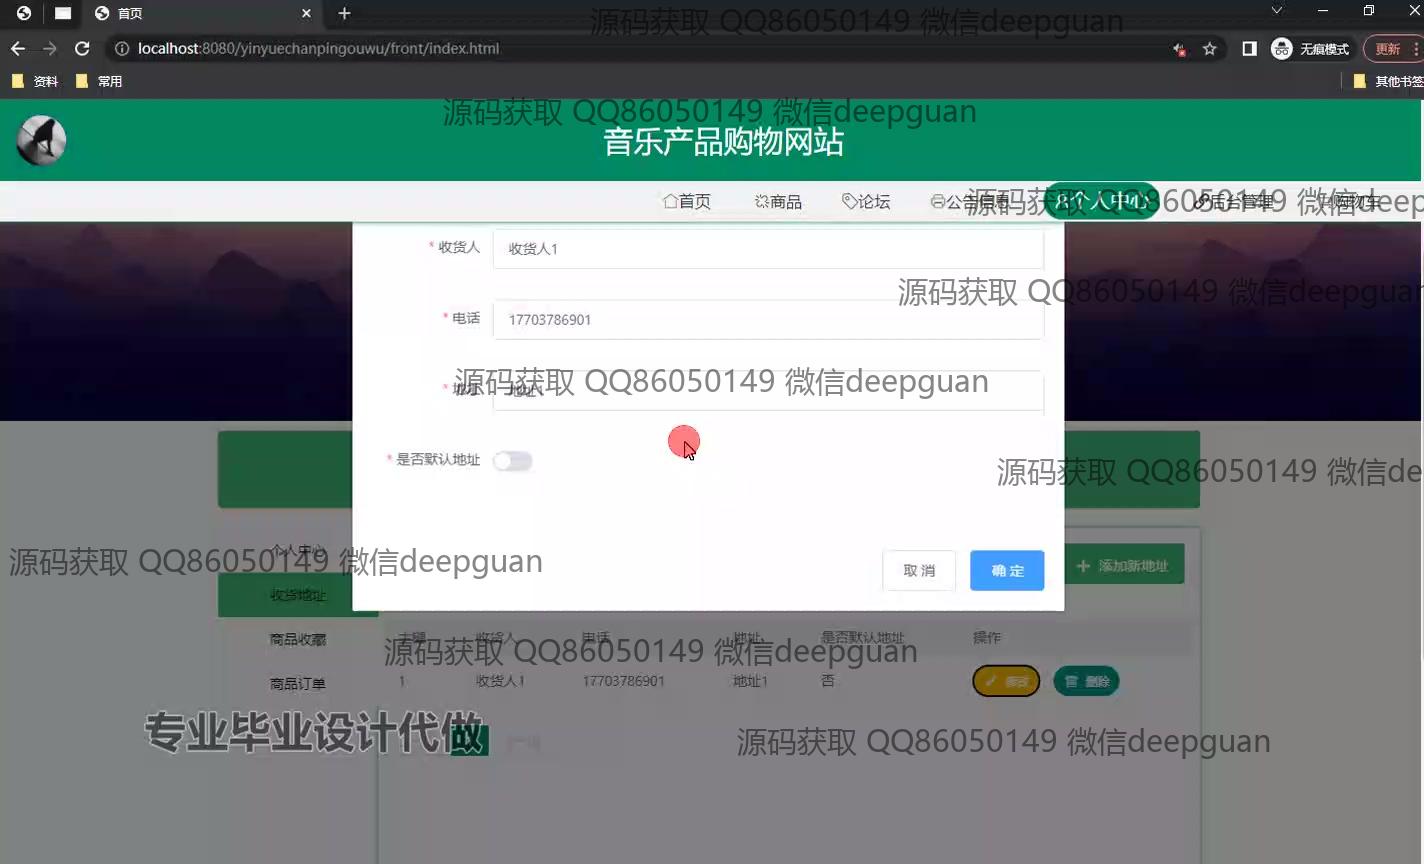 首页
localhost:8080/yinyuechanpingouwu/front/index.html
无痕模式
更新
资料
常用
其他书签
源码获取 QQ86050149 微信deepguan
源码获取 QQ86050149 微信deepguan
音乐产品购物网站
首页
商品
论坛
公告信息
个人中心
后台管理
购物车
源码获取 QQ86050149 微信deep
* 收货人
收货人1
源码获取 QQ86050149 微信deepguan
* 电话
17703786901
* 地址
地址1
源码获取 QQ86050149 微信deepguan
* 是否默认地址
源码获取 QQ86050149 微信de
个人中心
源码获取 QQ86050149 微信deepguan
取 消
确 定
+ 添加新地址
收货地址
商品收藏
收货人
电话
地址
是否默认地址
操作
源码获取 QQ86050149 微信deepguan
商品订单
1
收货人1
17703786901
地址1
否
修改
删除
专业毕业设计代做
源码获取 QQ86050149 微信deepguan